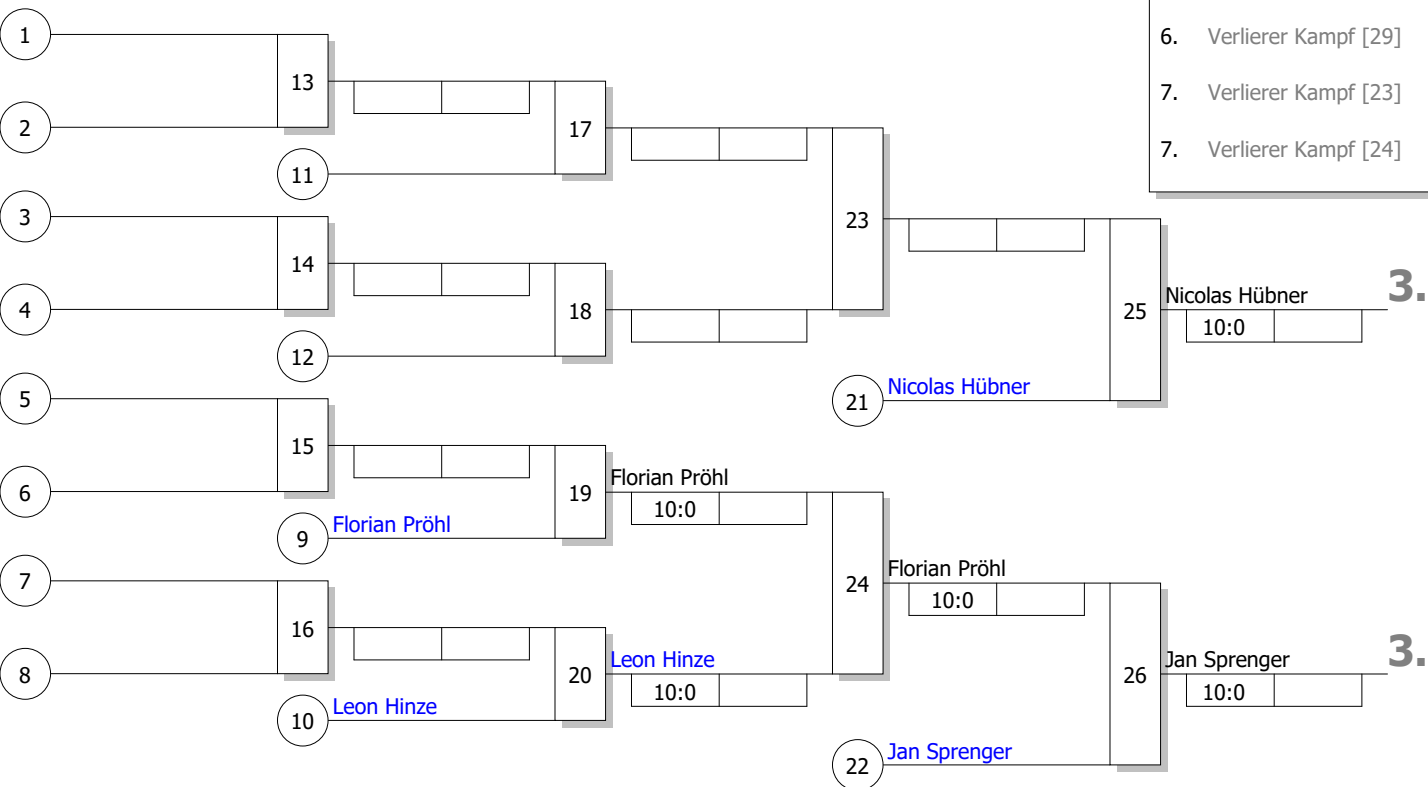 1
6. Verlierer Kampf [29]
13
7. Verlierer Kampf [23]
2
17
7. Verlierer Kampf [24]
11
3
23
14
3.
Nicolas Hübner
4
18
25
10:0
12
Nicolas Hübner
5
21
15
Florian Pröhl
6
19
10:0
Florian Pröhl
9
Florian Pröhl
7
24
10:0
16
Leon Hinze
Jan Sprenger
3.
8
20
26
10:0
10:0
Leon Hinze
10
Jan Sprenger
22